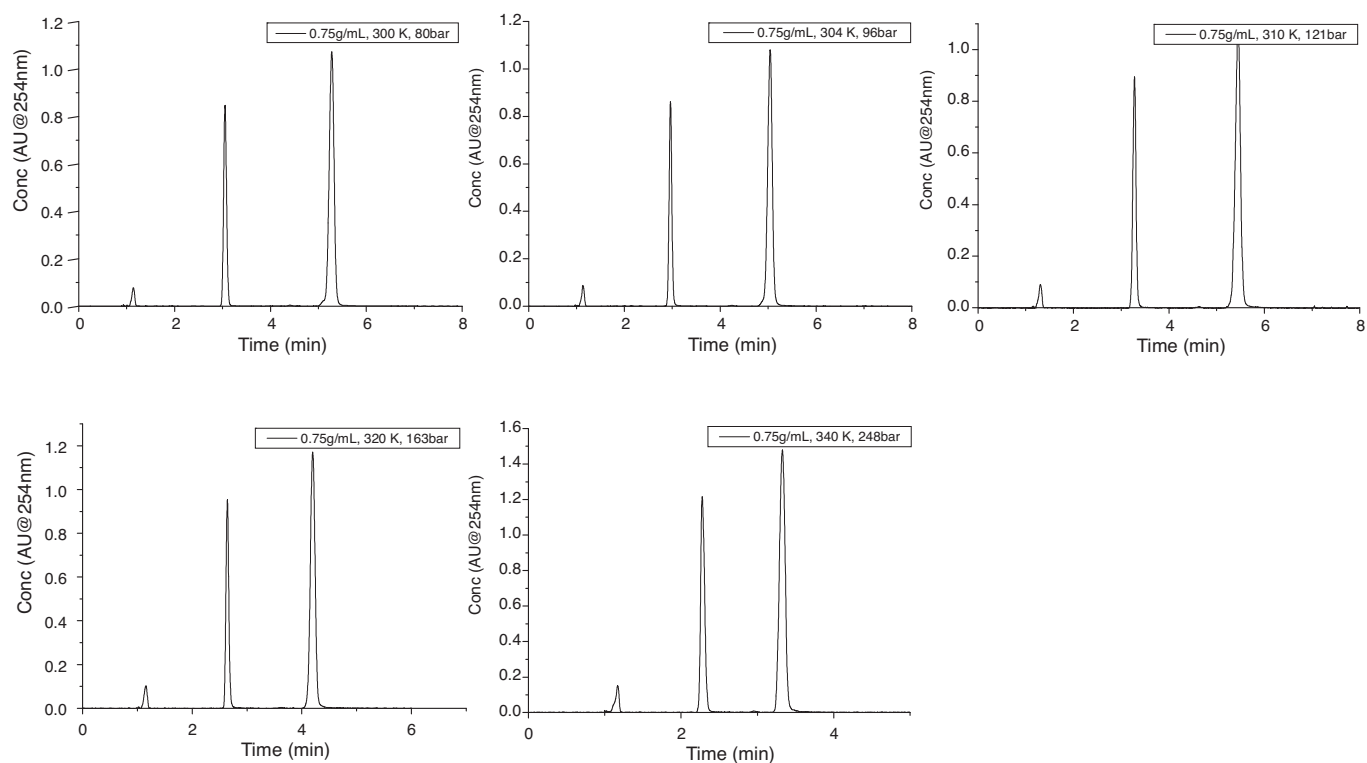 0.75g/mL, 300 K, 80bar
Conc (AU@254nm)
1.2
1.0
0.8
0.6
0.4
0.2
0.0
0 2 4 6 8
Time (min)
0.75g/mL, 304 K, 96bar
Conc (AU@254nm)
1.2
1.0
0.8
0.6
0.4
0.2
0.0
0 2 4 6 8
Time (min)
0.75g/mL, 310 K, 121bar
Conc (AU@254nm)
1.0
0.8
0.6
0.4
0.2
0.0
0 2 4 6 8
Time (min)
0.75g/mL, 320 K, 163bar
Conc (AU@254nm)
1.2
1.0
0.8
0.6
0.4
0.2
0.0
0 2 4 6
Time (min)
0.75g/mL, 340 K, 248bar
Conc (AU@254nm)
1.6
1.4
1.2
1.0
0.8
0.6
0.4
0.2
0.0
0 2 4
Time (min)